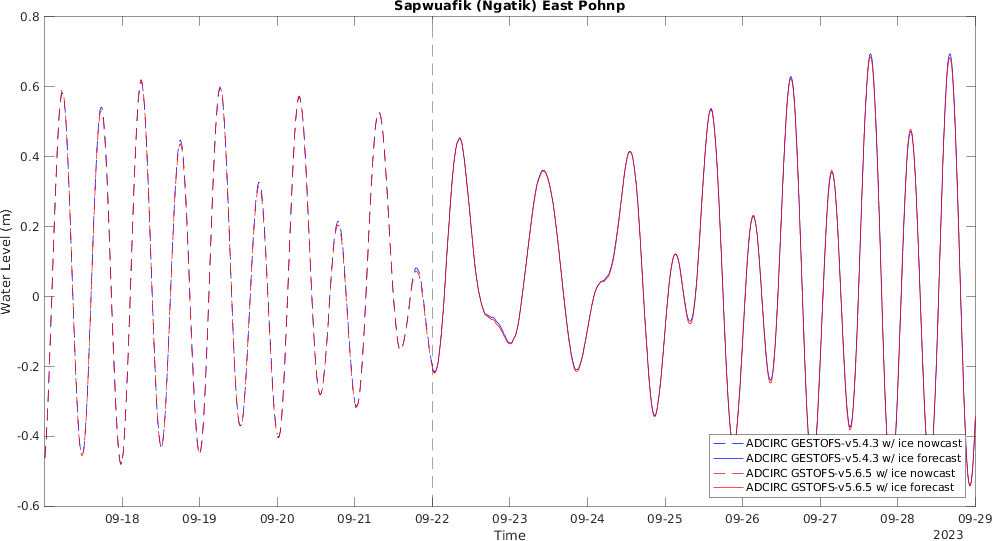 Sapwuafik (Ngatik) East Pohnp
Water Level (m)
0.8
0.6
0.4
0.2
0
-0.2
-0.4
-0.6
ADCIRC GESTOFS-v5.4.3 w/ ice nowcast
ADCIRC GESTOFS-v5.4.3 w/ ice forecast
ADCIRC GSTOFS-v5.6.5 w/ ice nowcast
ADCIRC GSTOFS-v5.6.5 w/ ice forecast
09-18 09-19 09-20 09-21 09-22 09-23 09-24 09-25 09-26 09-27 09-28 09-29
Time
2023